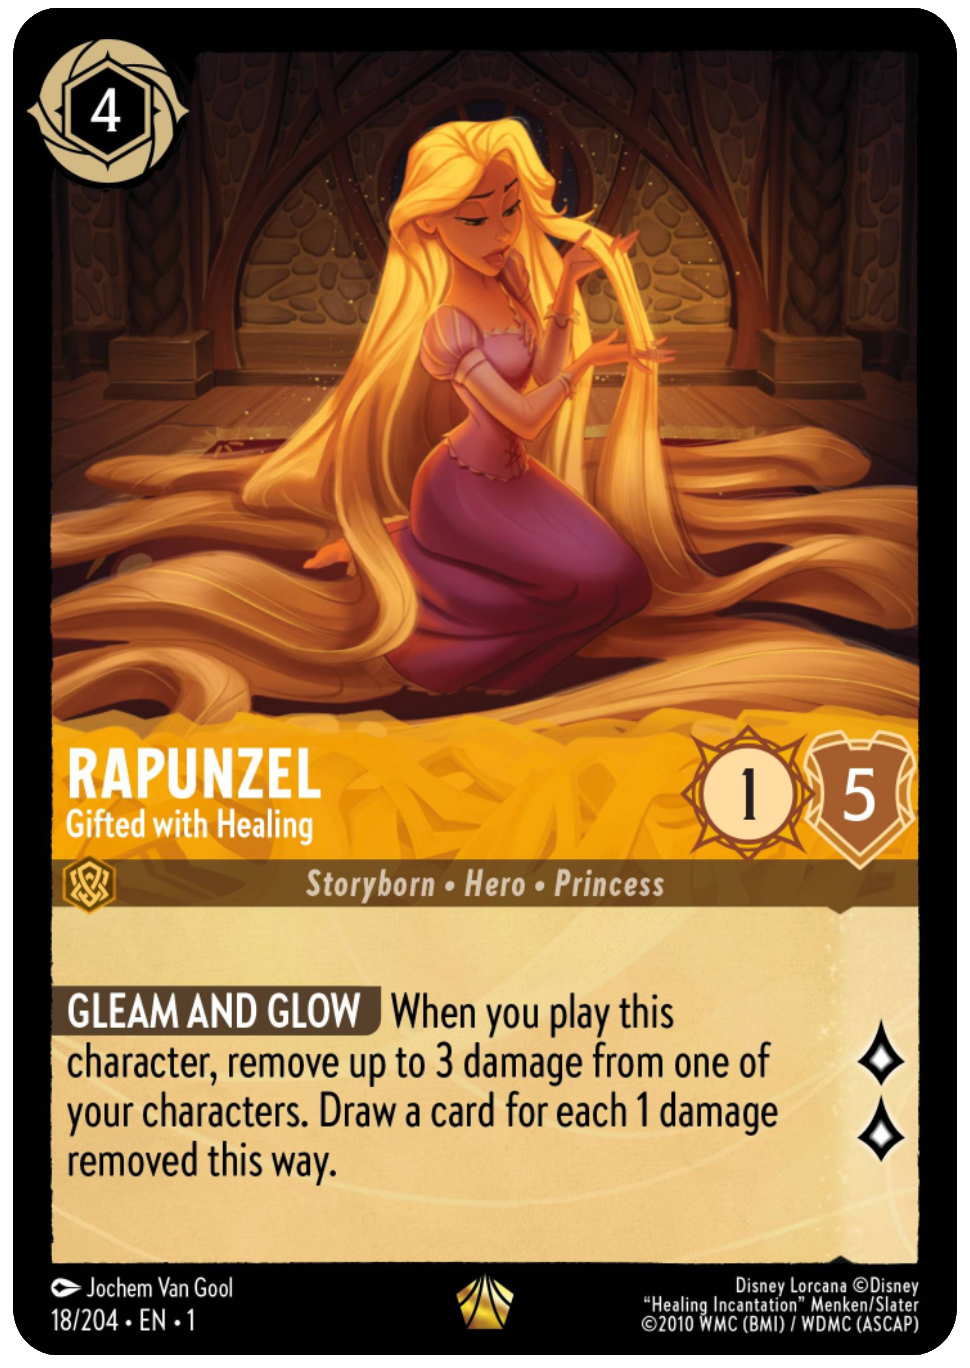 4
RAPUNZEL
Gifted with Healing
1
5
Storyborn • Hero • Princess
GLEAM AND GLOW When you play this
character, remove up to 3 damage from one of
your characters. Draw a card for each 1 damage
removed this way.
Jochem Van Gool
18/204 • EN • 1
Disney Lorcana ©Disney
“Healing Incantation” Menken/Slater
©2010 WMC (BMI) / WDMC (ASCAP)